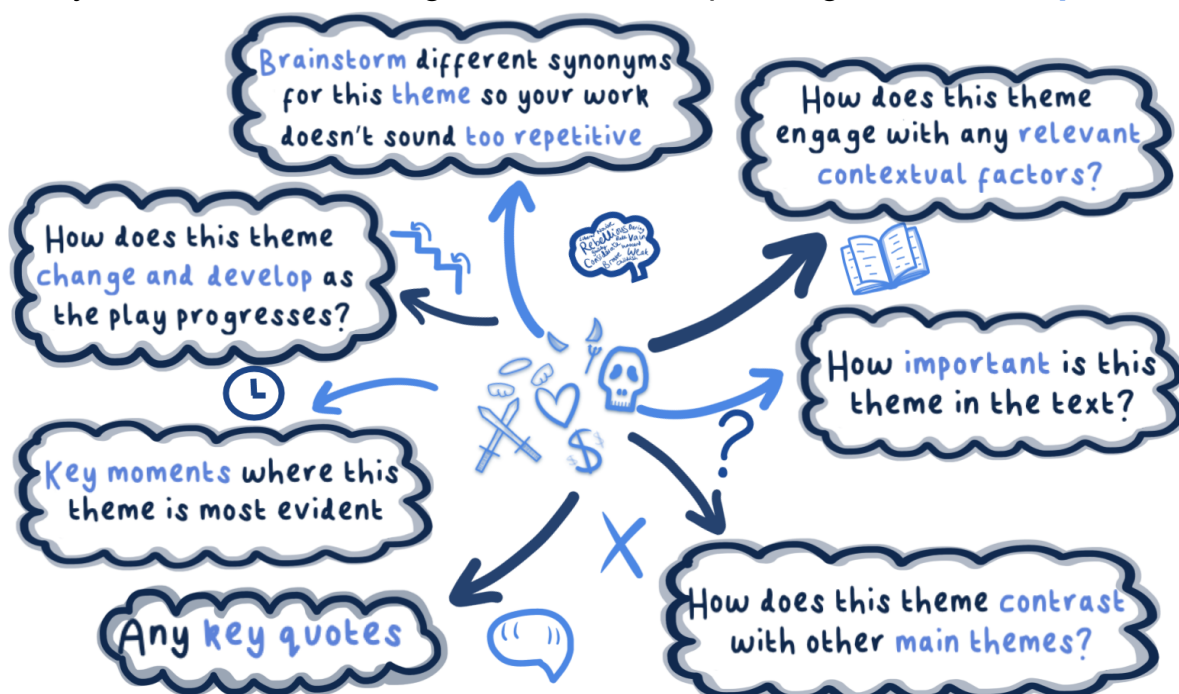 Brainstorm different synonyms
for this theme so your work
doesn't sound too repetitive
How does this theme
engage with any relevant
contextual factors?
How does this theme
change and develop as
the play progresses?
Rebellious
How important is this
theme in the text?
Key moments where this
theme is most evident
Any key quotes
How does this theme contrast
with other main themes?